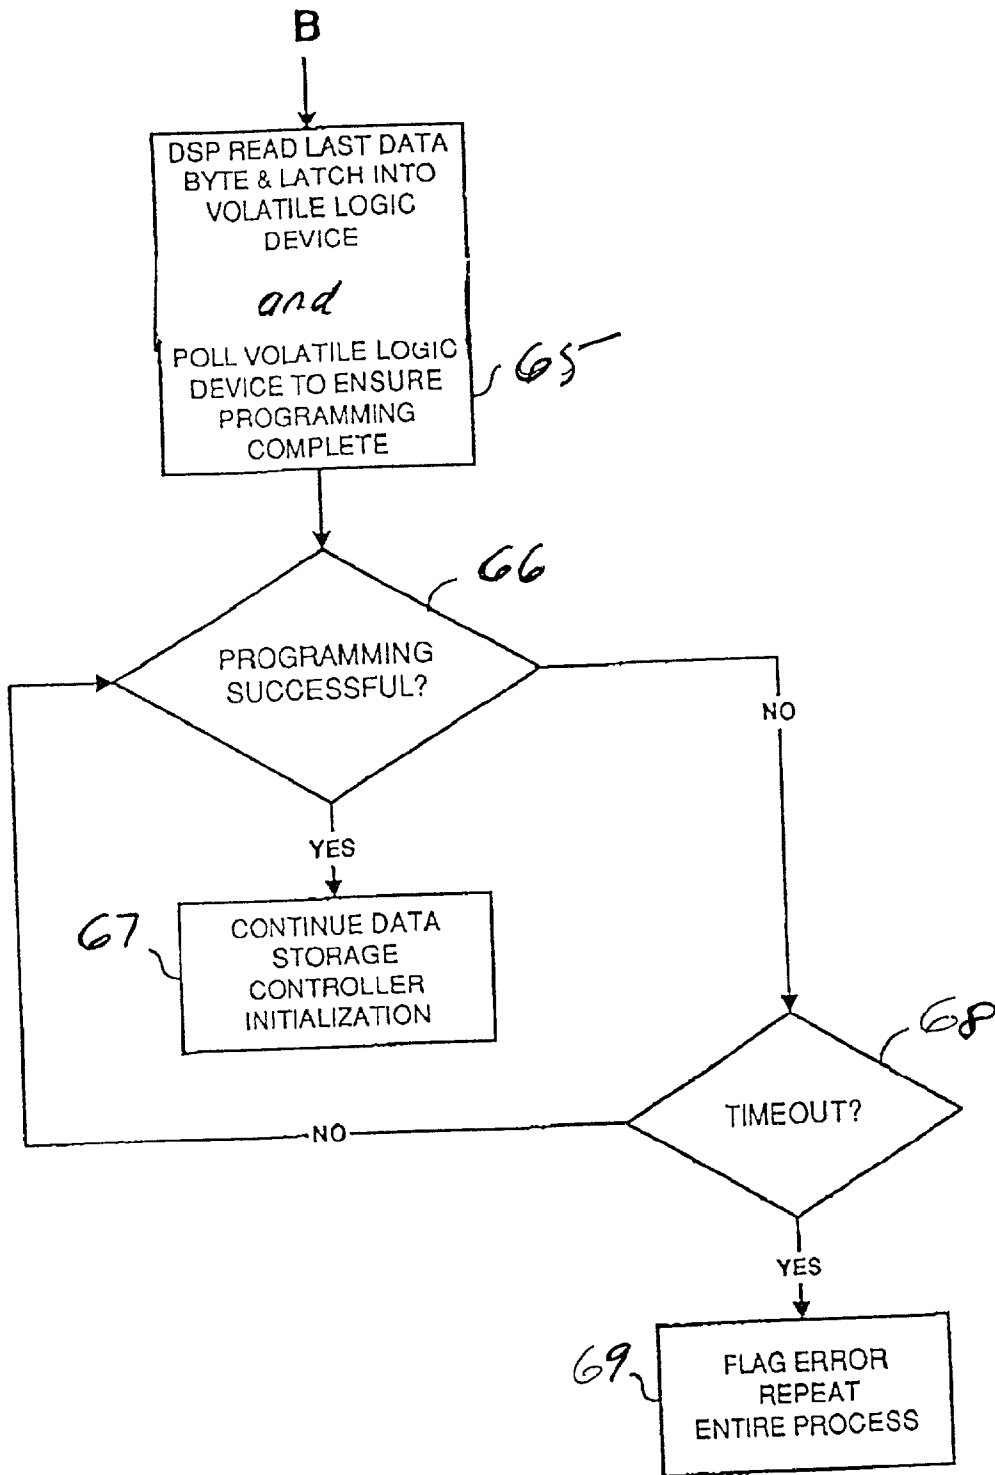 B
DSP READ LAST DATA
BYTE & LATCH INTO
VOLATILE LOGIC
DEVICE
and
POLL VOLATILE LOGIC
DEVICE TO ENSURE
PROGRAMMING
COMPLETE
65
66
PROGRAMMING
SUCCESSFUL?
NO
YES
67
CONTINUE DATA
STORAGE
CONTROLLER
INITIALIZATION
68
TIMEOUT?
NO
YES
69
FLAG ERROR
REPEAT
ENTIRE PROCESS